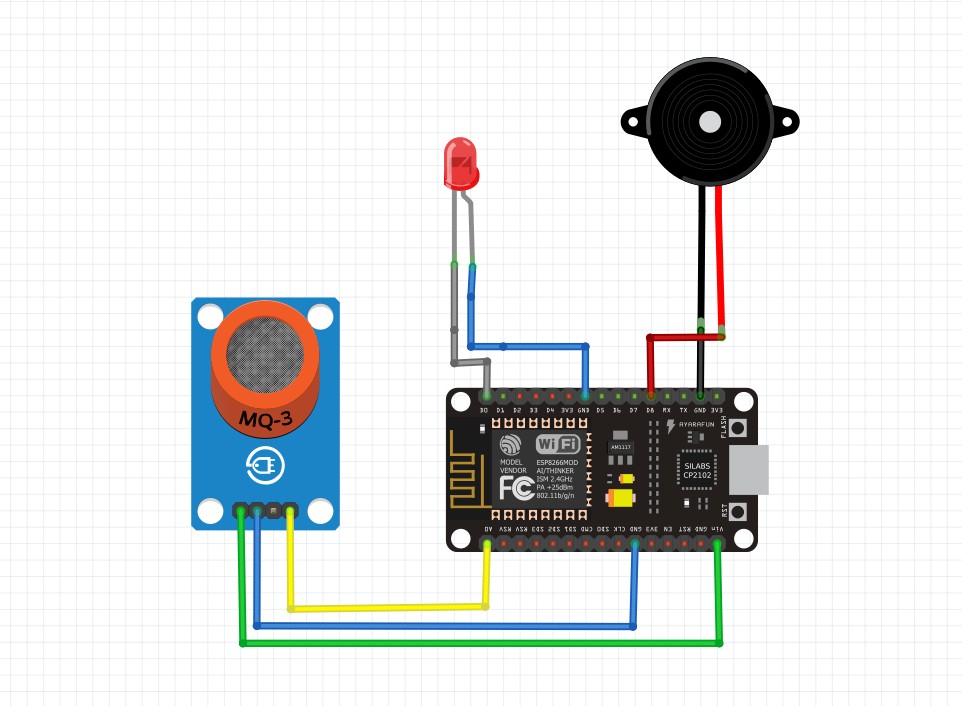 MQ-3
D0 D1 D2 D3 D4 3V3 GND D5 D6 D7 D8 RX TX GND 3V3
AYARAFUN
FLASH
WiFi
MODEL
VENDOR
ESP8266MOD
AI/THINKER
ISM 2.4GHz
PA +25dBm
802.11b/g/n
FC
AM1117
SILABS
CP2102
RST
A0 RSV RSV SD3 SD2 SD1 CMD SD0 CLK GND 3V3 EN RST GND Vin